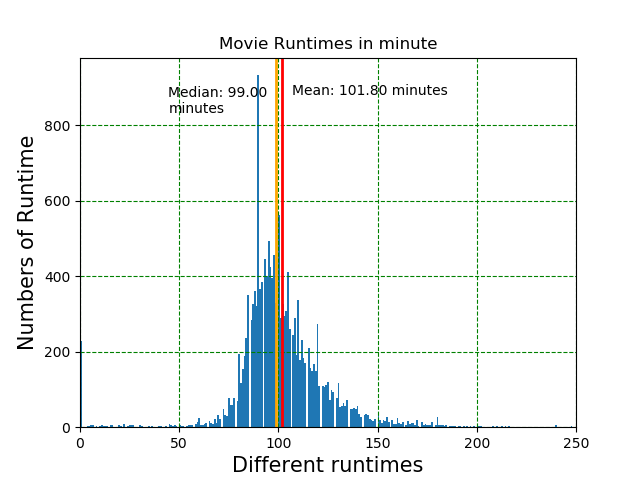 Movie Runtimes in minute
Median: 99.00
minutes
Mean: 101.80 minutes
Numbers of Runtime
800
600
400
200
0
0 50 100 150 200 250
Different runtimes